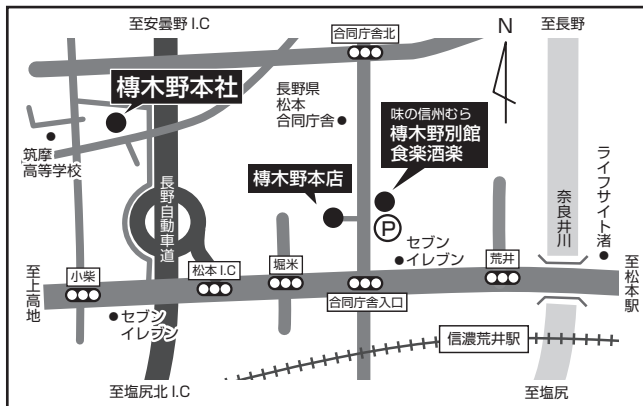 至安曇野 I.C
合同庁舎北
N
至長野
槫木野本社
長野県
松本
合同庁舎
味の信州むら
槫木野別館
食楽酒楽
筑摩
高等学校
槫木野本店
P
長野自動車道
ライフサイト渚
奈良井川
セブン
イレブン
小柴
松本 I.C
堀米
荒井
至上高地
合同庁舎入口
至松本駅
セブン
イレブン
信濃荒井駅
至塩尻北 I.C
至塩尻